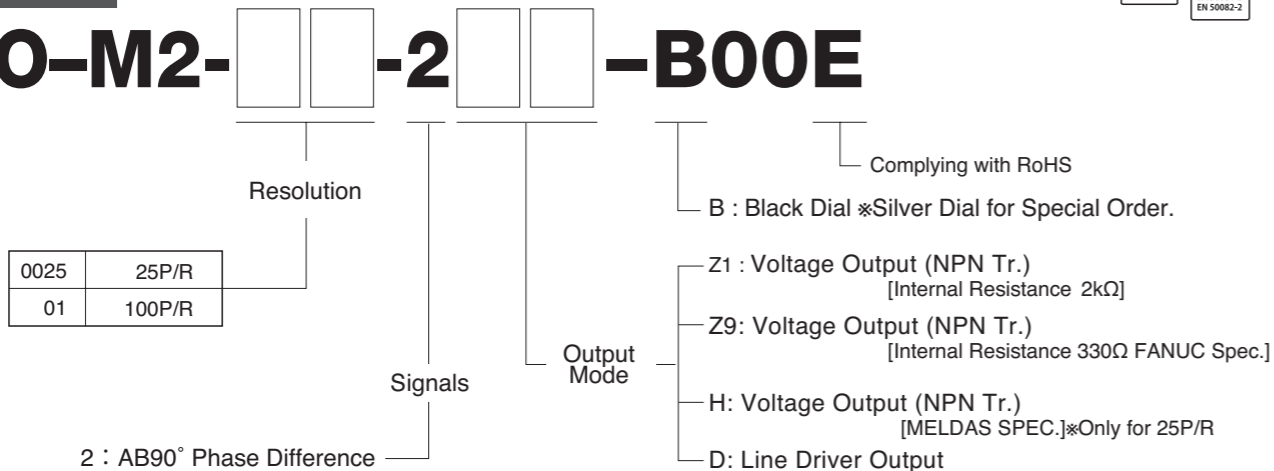 EN 50082-2
O–M2-□□-2□□–B00E
Complying with RoHS
Resolution
B : Black Dial ※Silver Dial for Special Order.
0025 25P/R
01 100P/R
Z1 : Voltage Output (NPN Tr.)
[Internal Resistance 2kΩ]
Z9: Voltage Output (NPN Tr.)
[Internal Resistance 330Ω FANUC Spec.]
Output
Mode
Signals
H: Voltage Output (NPN Tr.)
[MELDAS SPEC.]※Only for 25P/R
2 : AB90° Phase Difference
D: Line Driver Output